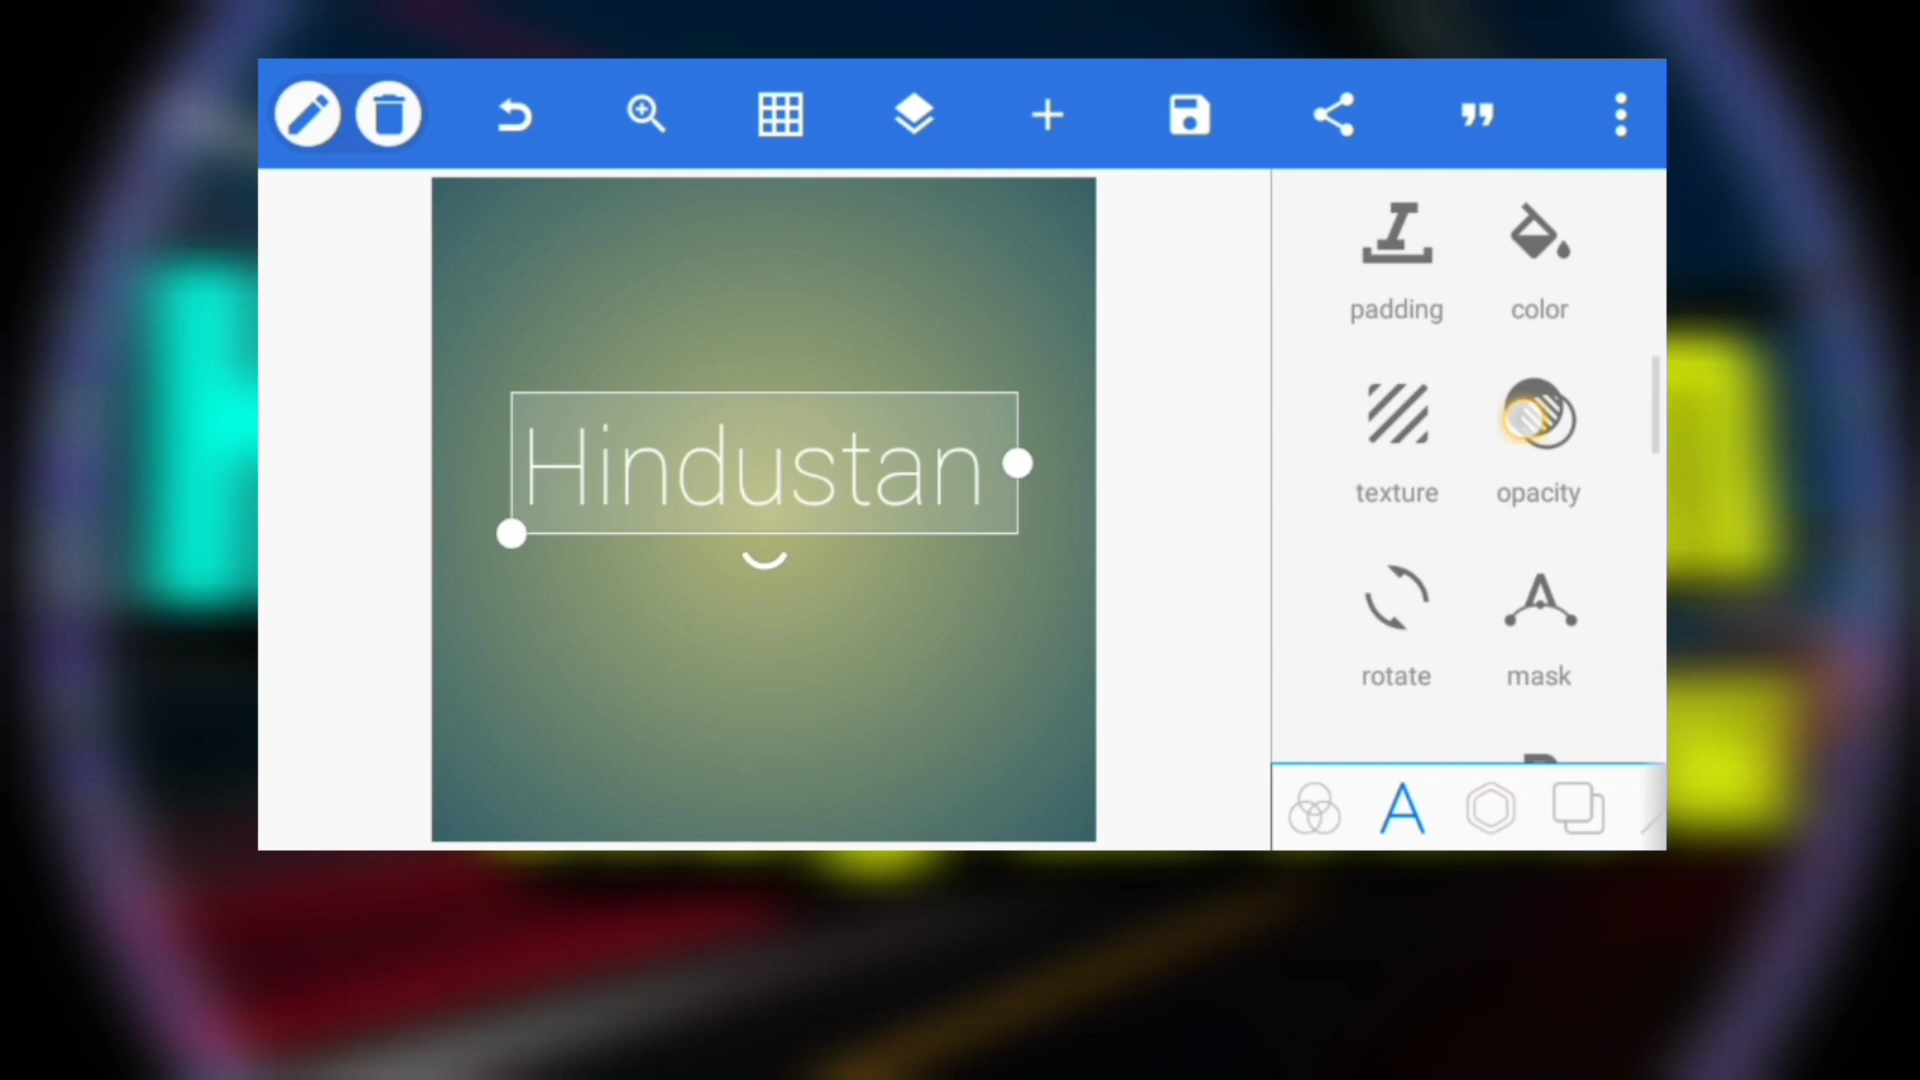 padding color
Hindustan
texture opacity
rotate mask